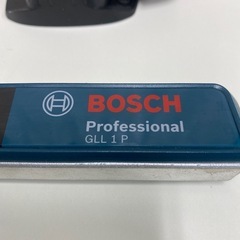 BOSCH
Professional
GLL 1 P